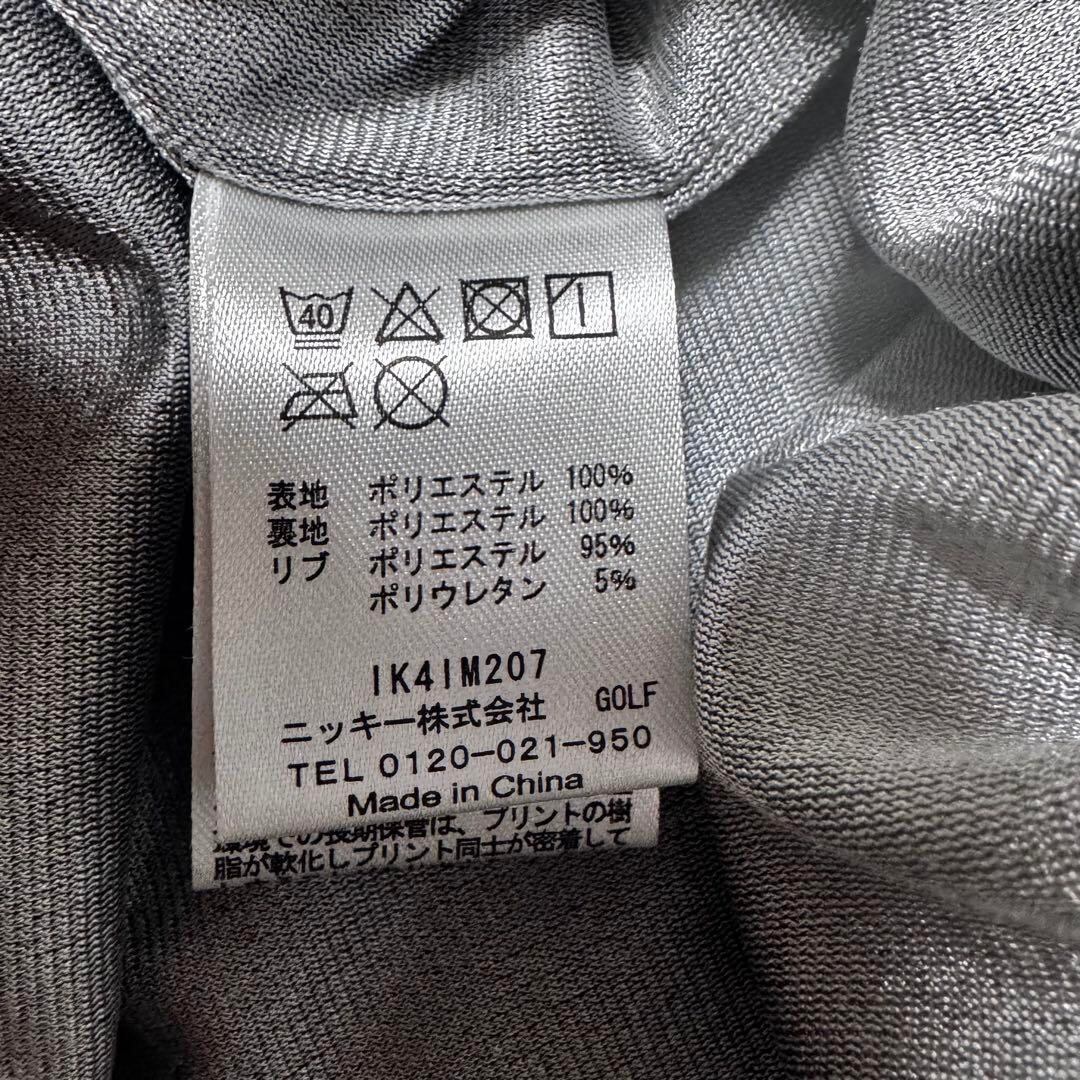 40
表地 ポリエステル 100%
裏地 ポリエステル 100%
リブ ポリエステル 95%
ポリウレタン 5%
IK4IM207
ニッキー株式会社 GOLF
TEL 0120-021-950
Made in China
環境での長期保管は、プリントの樹
脂が軟化しプリント同士が密着して